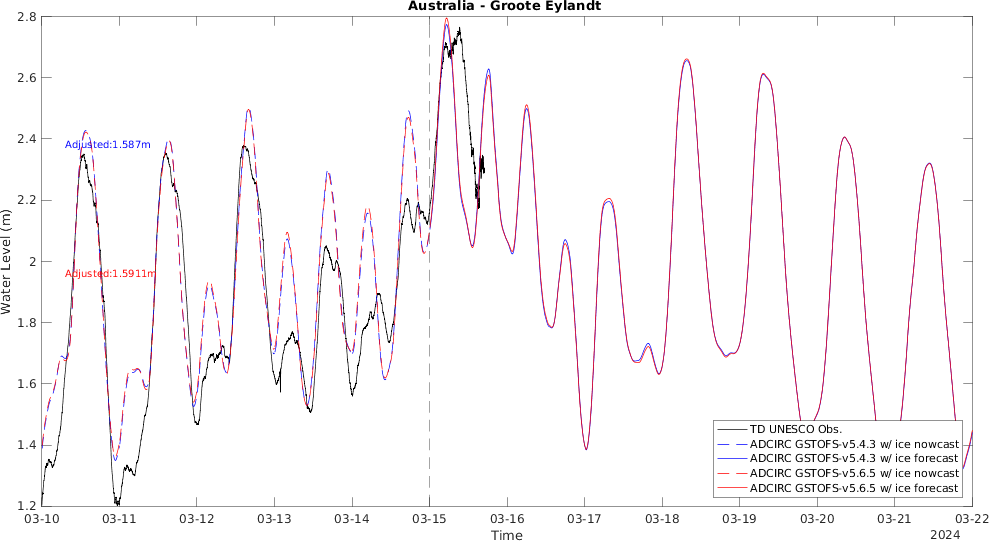 Australia - Groote Eylandt
2.8
2.6
2.4
2.2
2
1.8
1.6
1.4
1.2
Water Level (m)
Adjusted:1.587m
Adjusted:1.5911m
TD UNESCO Obs.
ADCIRC GSTOFS-v5.4.3 w/ ice nowcast
ADCIRC GSTOFS-v5.4.3 w/ ice forecast
ADCIRC GSTOFS-v5.6.5 w/ ice nowcast
ADCIRC GSTOFS-v5.6.5 w/ ice forecast
03-10 03-11 03-12 03-13 03-14 03-15 03-16 03-17 03-18 03-19 03-20 03-21 03-22
Time
2024